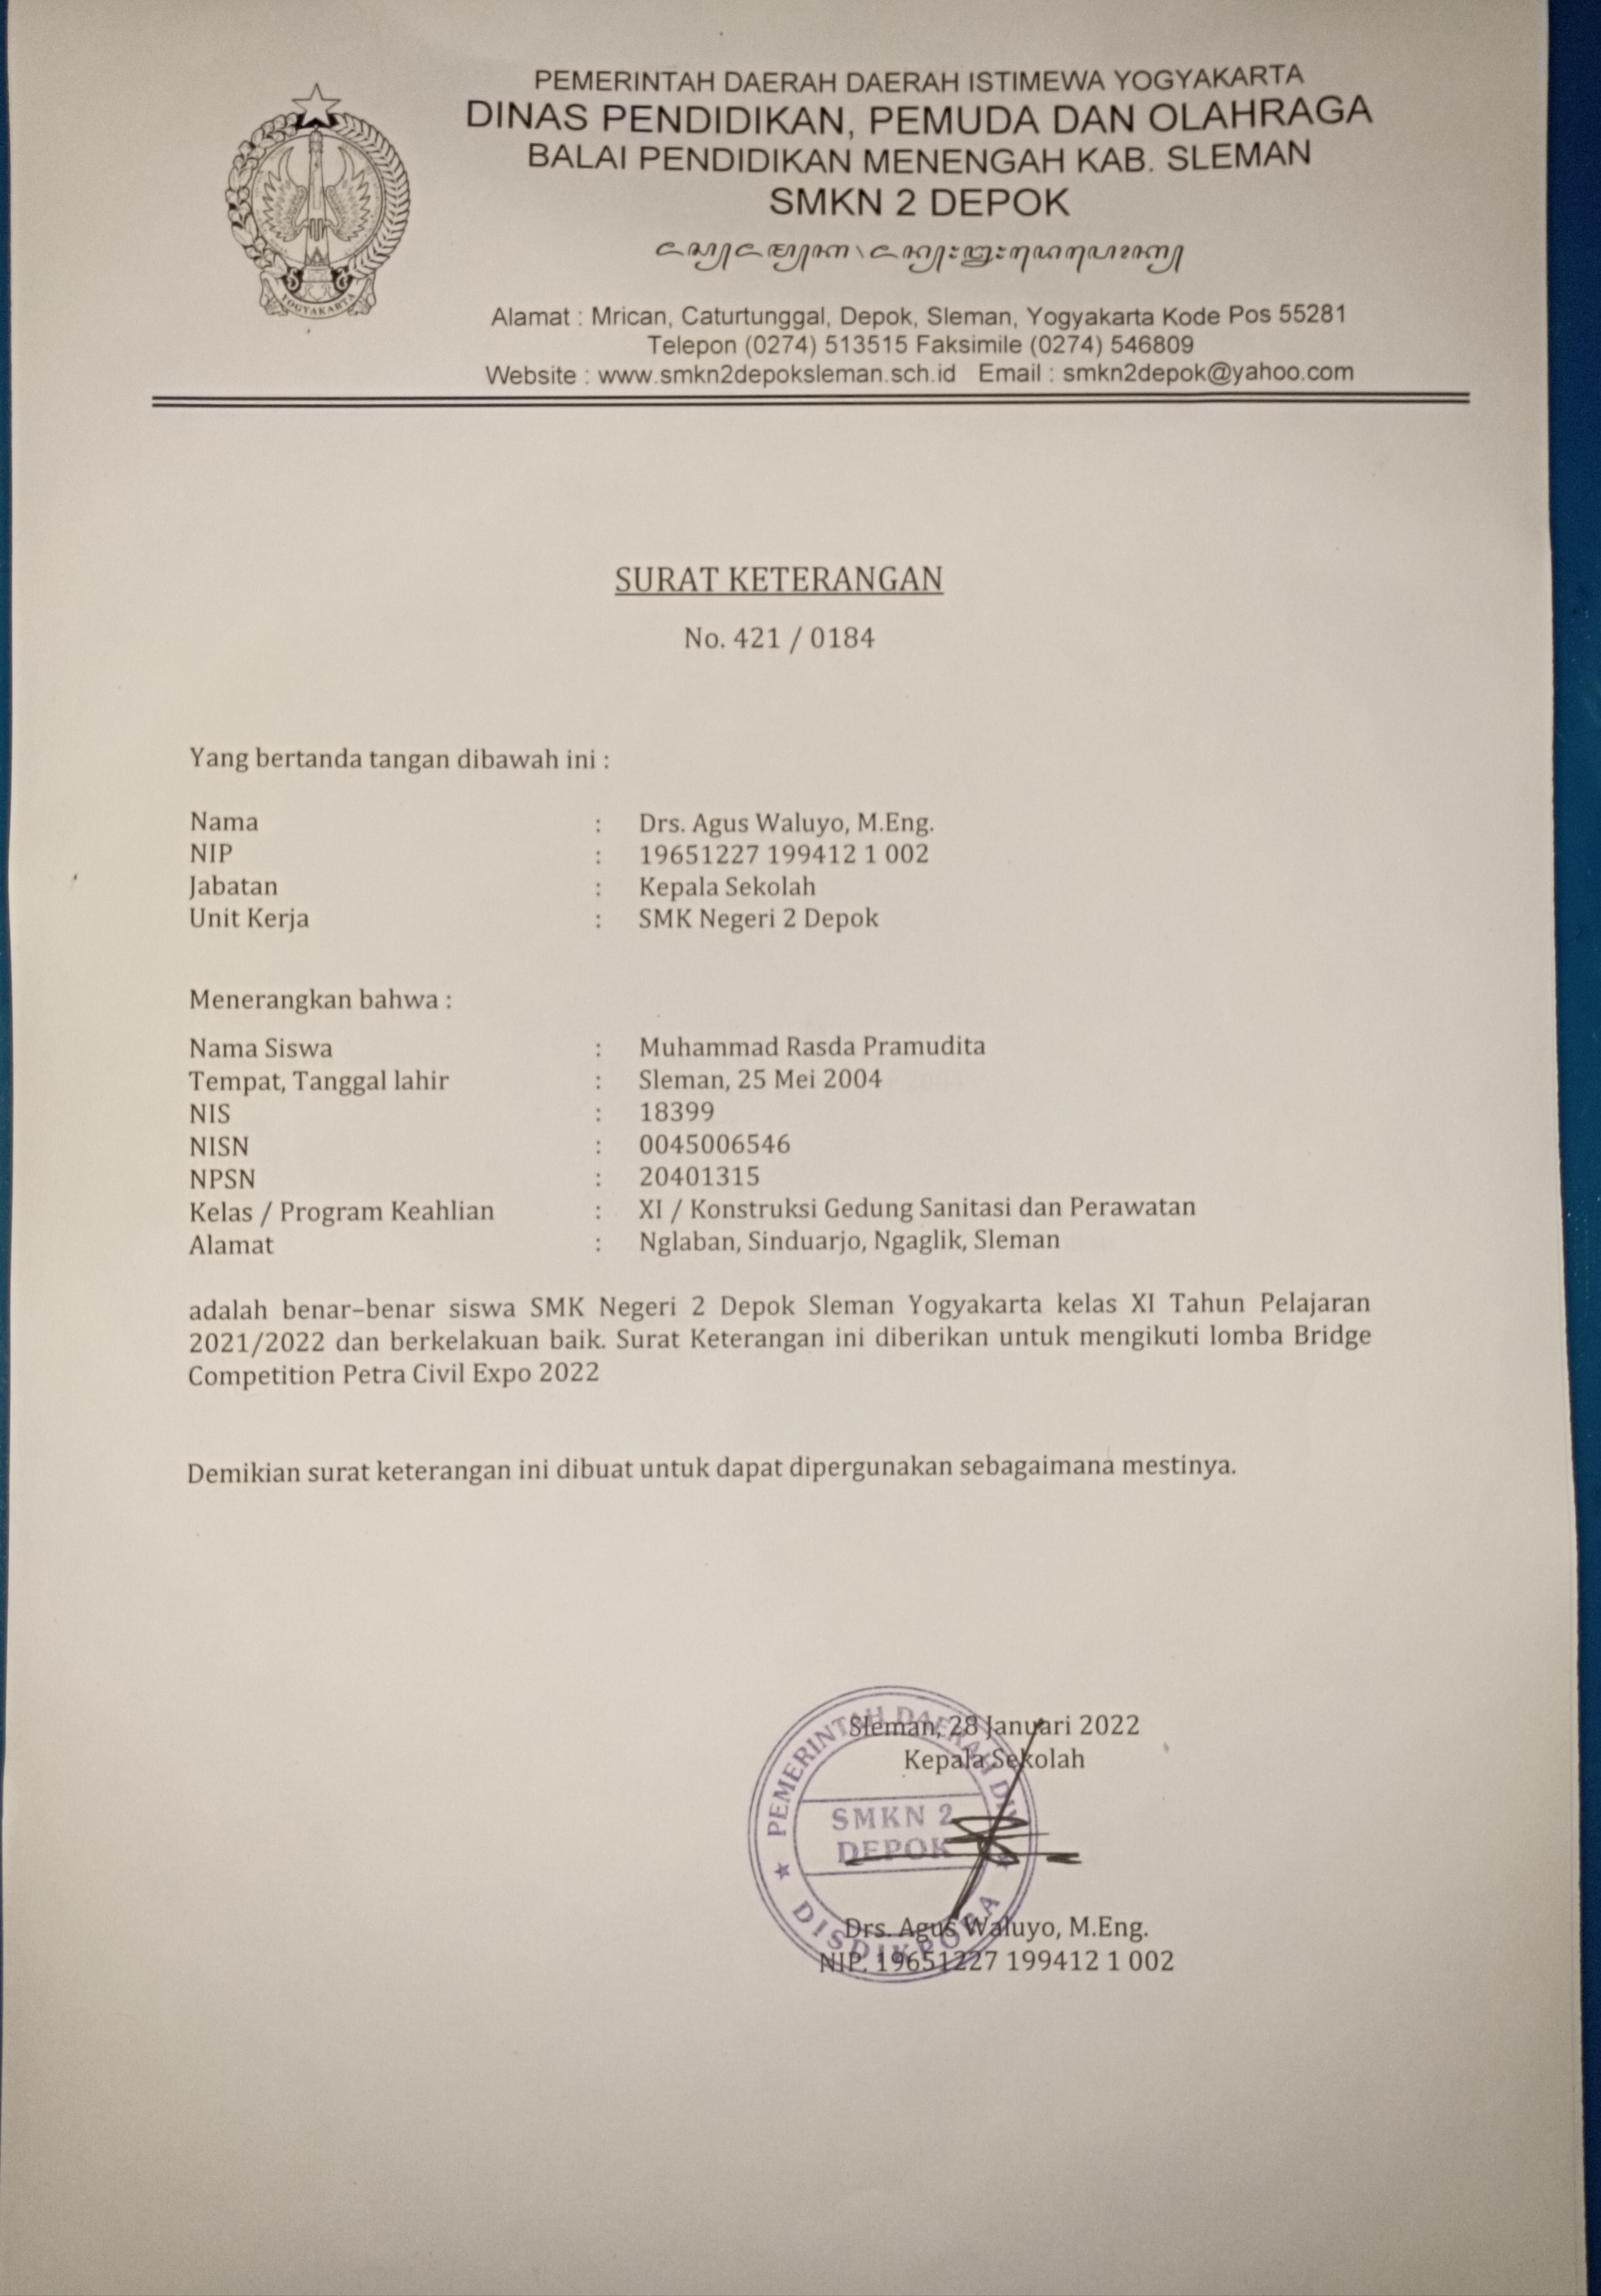 PEMERINTAH DAERAH DAERAH ISTIMEWA YOGYAKARTA
DINAS PENDIDIKAN, PEMUDA DAN OLAHRAGA
BALAI PENDIDIKAN MENENGAH KAB. SLEMAN
SMKN 2 DEPOK
YOGYAKARTA
Alamat : Mrican, Caturtunggal, Depok, Sleman, Yogyakarta Kode Pos 55281
Telepon (0274) 513515 Faksimile (0274) 546809
Website : www.smkn2depoksleman.sch.id Email : smkn2depok@yahoo.com
SURAT KETERANGAN
No. 421 / 0184
Yang bertanda tangan dibawah ini :
Nama : Drs. Agus Waluyo, M.Eng.
NIP : 19651227 199412 1 002
Jabatan : Kepala Sekolah
Unit Kerja : SMK Negeri 2 Depok
Menerangkan bahwa :
Nama Siswa : Muhammad Rasda Pramudita
Tempat, Tanggal lahir : Sleman, 25 Mei 2004
NIS : 18399
NISN : 0045006546
NPSN : 20401315
Kelas / Program Keahlian : XI / Konstruksi Gedung Sanitasi dan Perawatan
Alamat : Nglaban, Sinduarjo, Ngaglik, Sleman
adalah benar–benar siswa SMK Negeri 2 Depok Sleman Yogyakarta kelas XI Tahun Pelajaran
2021/2022 dan berkelakuan baik. Surat Keterangan ini diberikan untuk mengikuti lomba Bridge
Competition Petra Civil Expo 2022
Demikian surat keterangan ini dibuat untuk dapat dipergunakan sebagaimana mestinya.
Sleman, 28 Januari 2022
Kepala Sekolah
PEMERINTAH DAERAH DIY
SMKN 2
DEPOK
DISDIKPORA
Drs. Agus Waluyo, M.Eng.
NIP. 19651227 199412 1 002